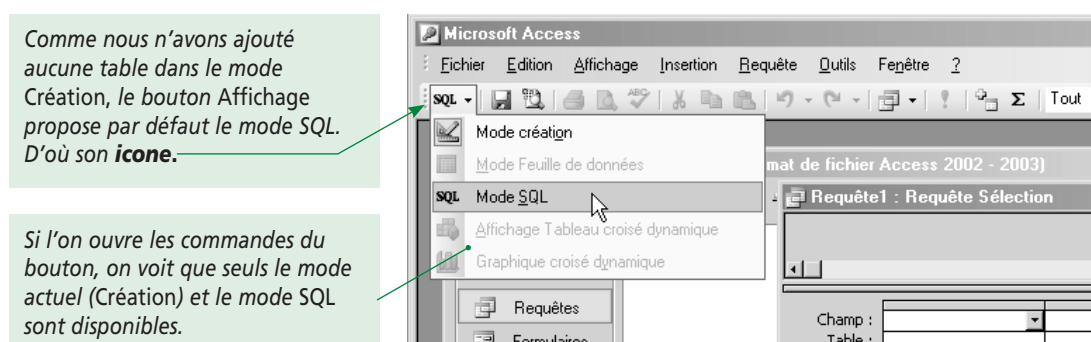 Comme nous n'avons ajouté
aucune table dans le mode
Création, le bouton Affichage
propose par défaut le mode SQL.
D'où son icone.
Si l'on ouvre les commandes du
bouton, on voit que seuls le mode
actuel (Création) et le mode SQL
sont disponibles.
Microsoft Access
Fichier Edition Affichage Insertion Requête Outils Fenêtre ?
SQL ABC Σ Tout
Mode création
Mode Feuille de données
mat de fichier Access 2002 - 2003)
SQL Mode SQL
Requête1 : Requête Sélection
Affichage Tableau croisé dynamique
Graphique croisé dynamique
Requêtes
Champ :
Formulaires
Table :